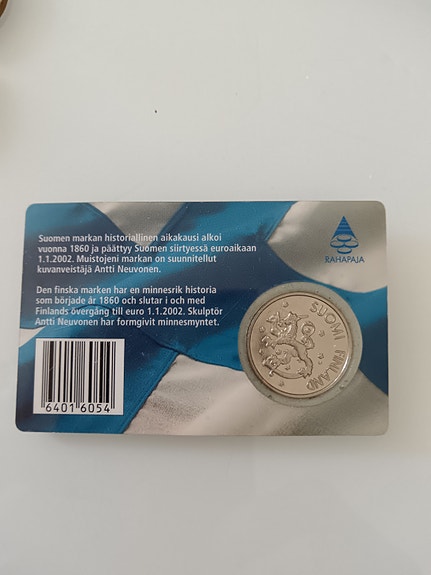 Suomen markan historiallinen aikakausi alkoi
vuonna 1860 ja päättyy Suomen siirtyessä euroaikaan
1.1.2002. Muistojeni markan on suunnitellut
kuvanveistäjä Antti Neuvonen.
Den finska marken har en minnesrik historia
som började år 1860 och slutar i och med
Finlands övergång till euro 1.1.2002. Skulptör
Antti Neuvonen har formgivit minnesmyntet.
RAHAPAJA
SUOMI FINLAND
6401 6054